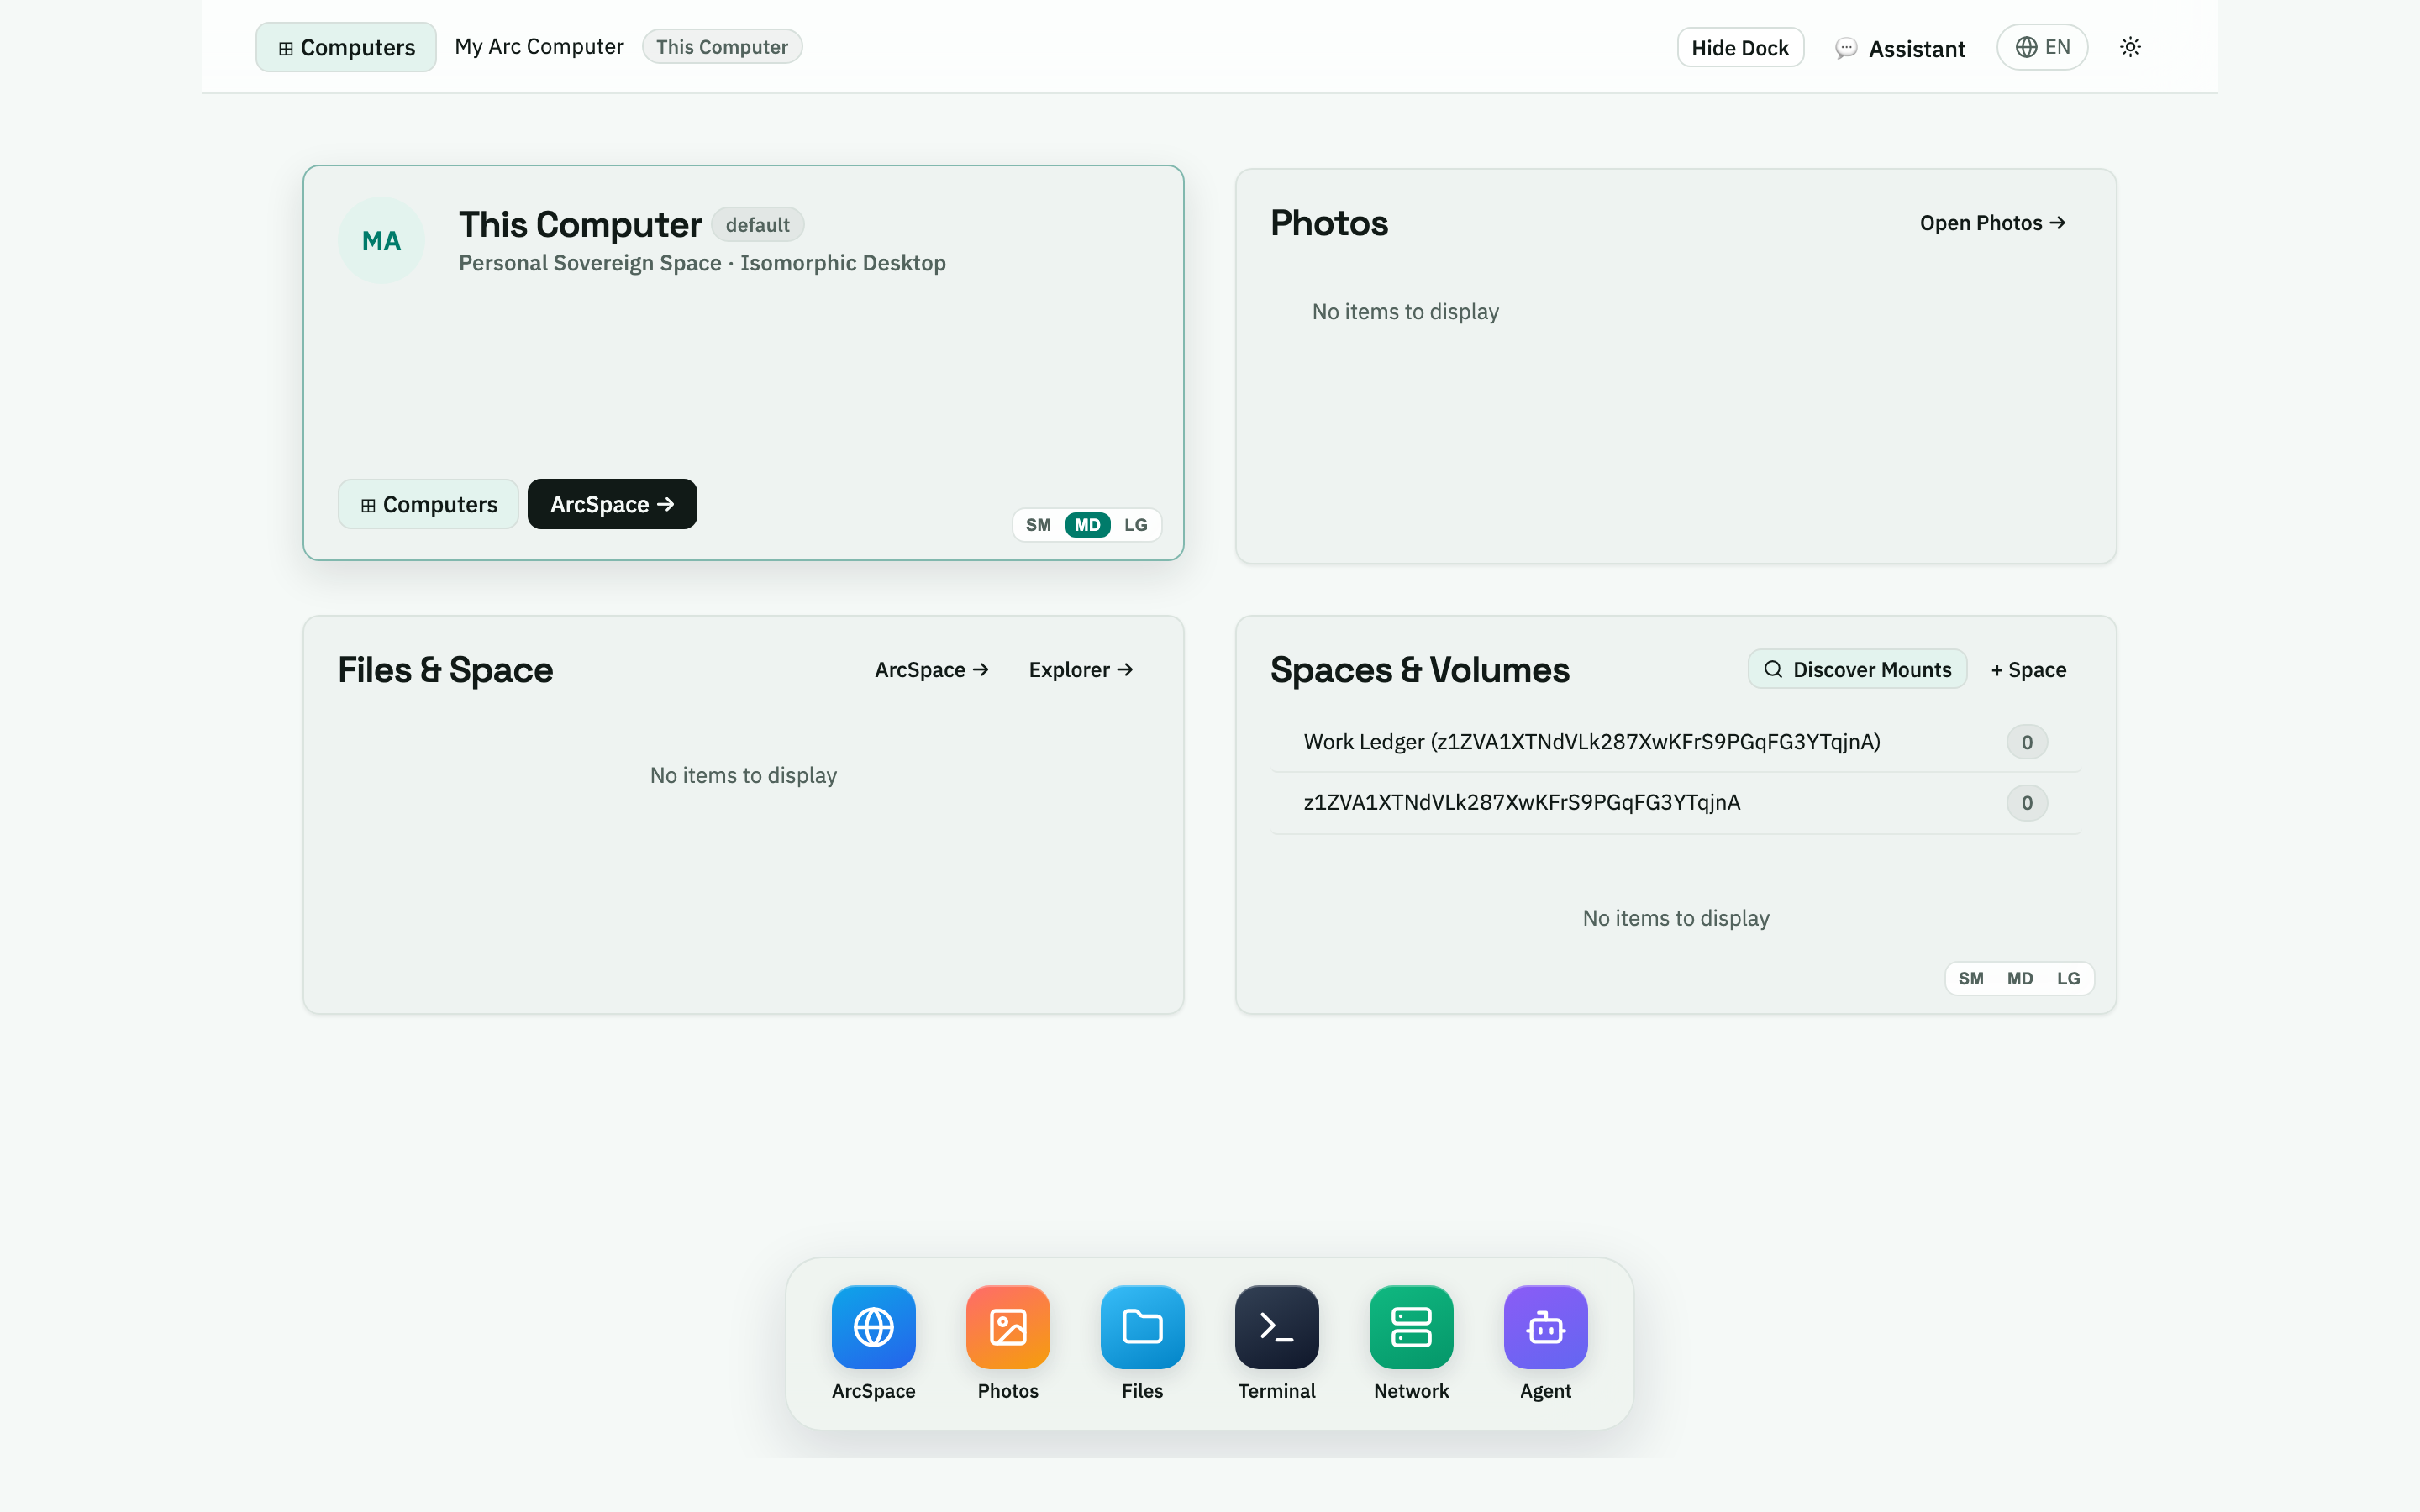 Computers My Arc Computer This Computer Hide Dock Assistant EN
MA
This Computer default
Personal Sovereign Space · Isomorphic Desktop
Computers ArcSpace →
SM MD LG
Photos Open Photos →
No items to display
Files & Space ArcSpace → Explorer →
No items to display
Spaces & Volumes Discover Mounts + Space
Work Ledger (z1ZVA1XTNdVLk287XwKFrS9PGqFG3YTqjnA) 0
z1ZVA1XTNdVLk287XwKFrS9PGqFG3YTqjnA 0
No items to display
SM MD LG
ArcSpace Photos Files Terminal Network Agent